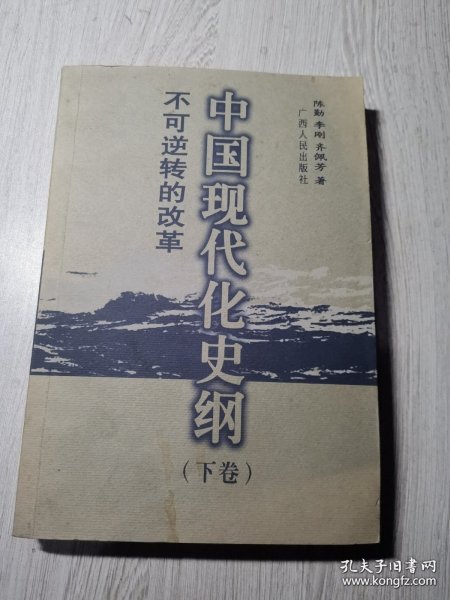 陈勤 李刚 齐佩芳 著
广西人民出版社
中国现代化史纲
(下卷)
不可逆转的改革
孔夫子旧书网
www.kongfz.com